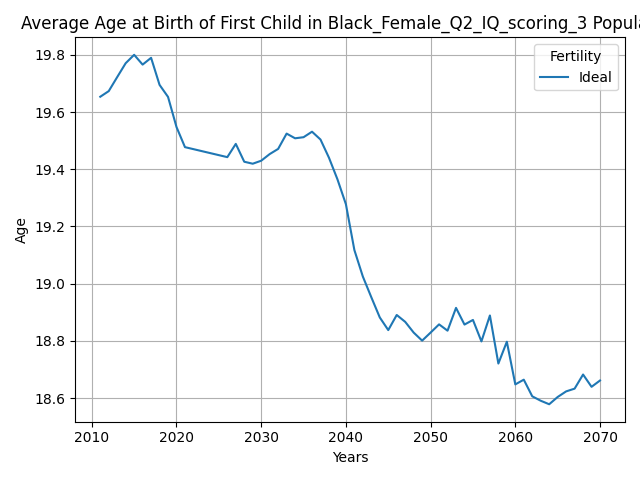 Average Age at Birth of First Child in Black_Female_Q2_IQ_scoring_3 Popula
Fertility
Ideal
19.8
19.6
19.4
19.2
19.0
18.8
18.6
Age
2010 2020 2030 2040 2050 2060 2070
Years